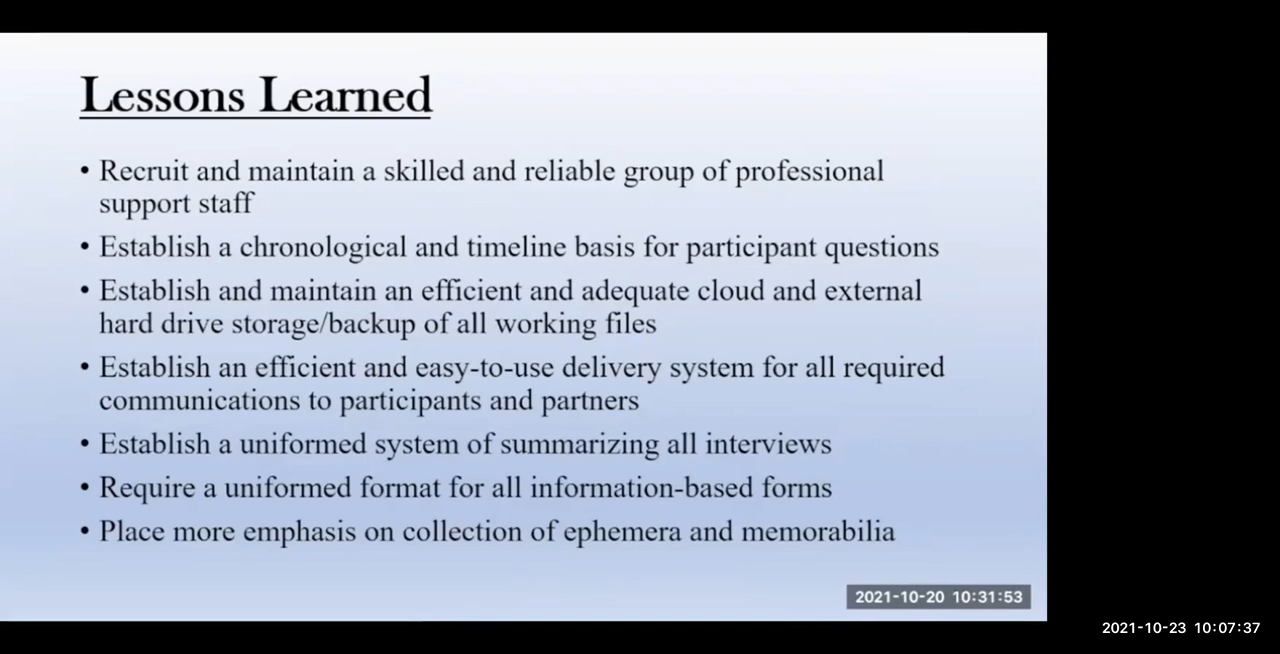 Lessons Learned
• Recruit and maintain a skilled and reliable group of professional
support staff
• Establish a chronological and timeline basis for participant questions
• Establish and maintain an efficient and adequate cloud and external
hard drive storage/backup of all working files
• Establish an efficient and easy-to-use delivery system for all required
communications to participants and partners
• Establish a uniformed system of summarizing all interviews
• Require a uniformed format for all information-based forms
• Place more emphasis on collection of ephemera and memorabilia
2021-10-20 10:31:53
2021-10-23 10:07:37